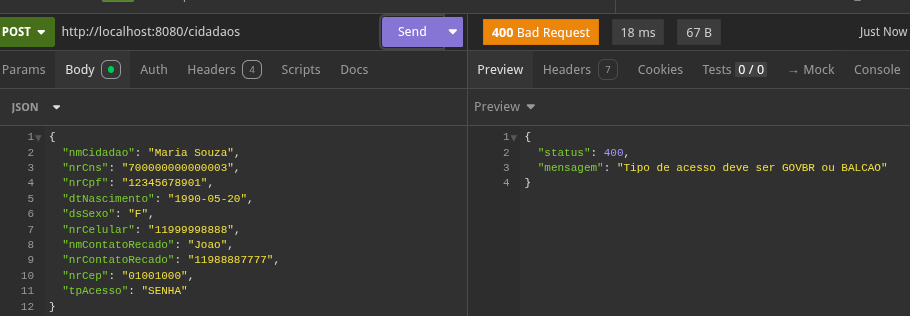 POST http://localhost:8080/cidadaos Send 400 Bad Request 18 ms 67 B Just Now
Params Body Auth Headers 4 Scripts Docs Preview Headers 7 Cookies Tests 0 / 0 → Mock Console
JSON Preview
1 {
2 "nmCidadao": "Maria Souza",
3 "nrCns": "700000000000003",
4 "nrCpf": "12345678901",
5 "dtNascimento": "1990-05-20",
6 "dsSexo": "F",
7 "nrCelular": "11999998888",
8 "nmContatoRecado": "Joao",
9 "nrContatoRecado": "11988887777",
10 "nrCep": "01001000",
11 "tpAcesso": "SENHA"
12 }
1 {
2 "status": 400,
3 "mensagem": "Tipo de acesso deve ser GOVBR ou BALCAO"
4 }